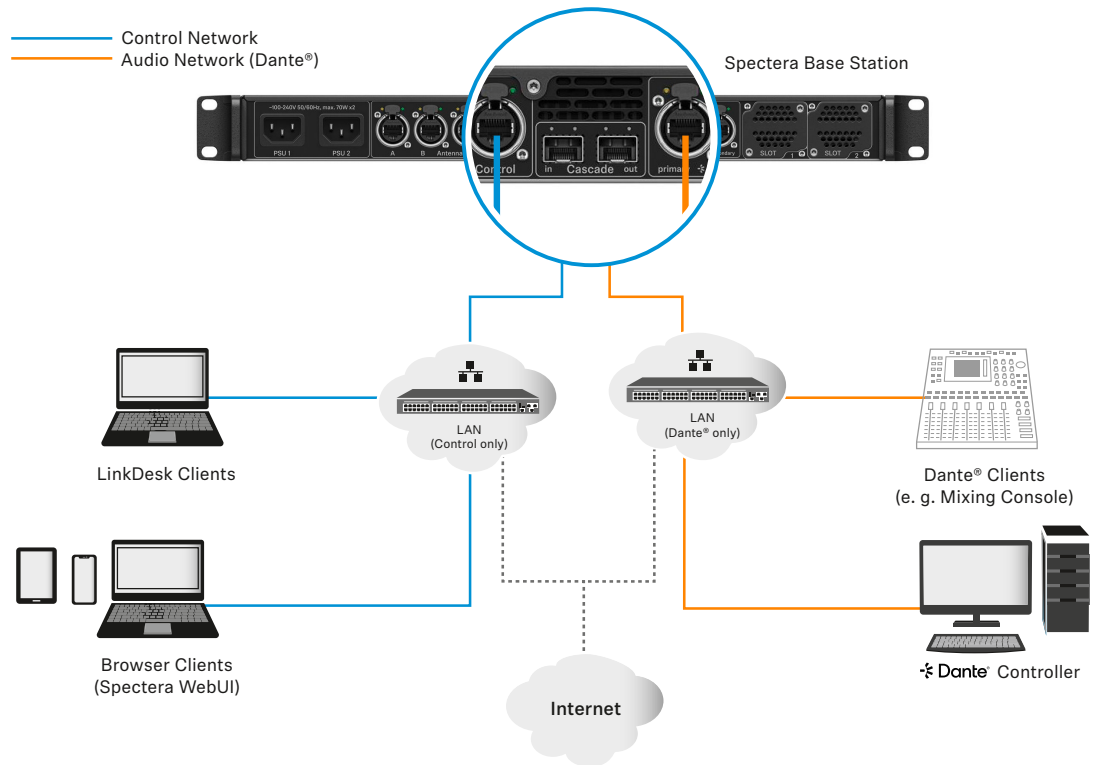 Control Network
Audio Network (Dante®)
Spectera Base Station
~100-240V 50/60Hz, max. 70W x2
PSU 1
PSU 2
A
B
Antenna
Control
in
Cascade
out
primary
SLOT
1
SLOT
2
LAN
(Control only)
LAN
(Dante® only)
LinkDesk Clients
Dante® Clients
(e. g. Mixing Console)
Browser Clients
(Spectera WebUI)
Internet
Dante® Controller